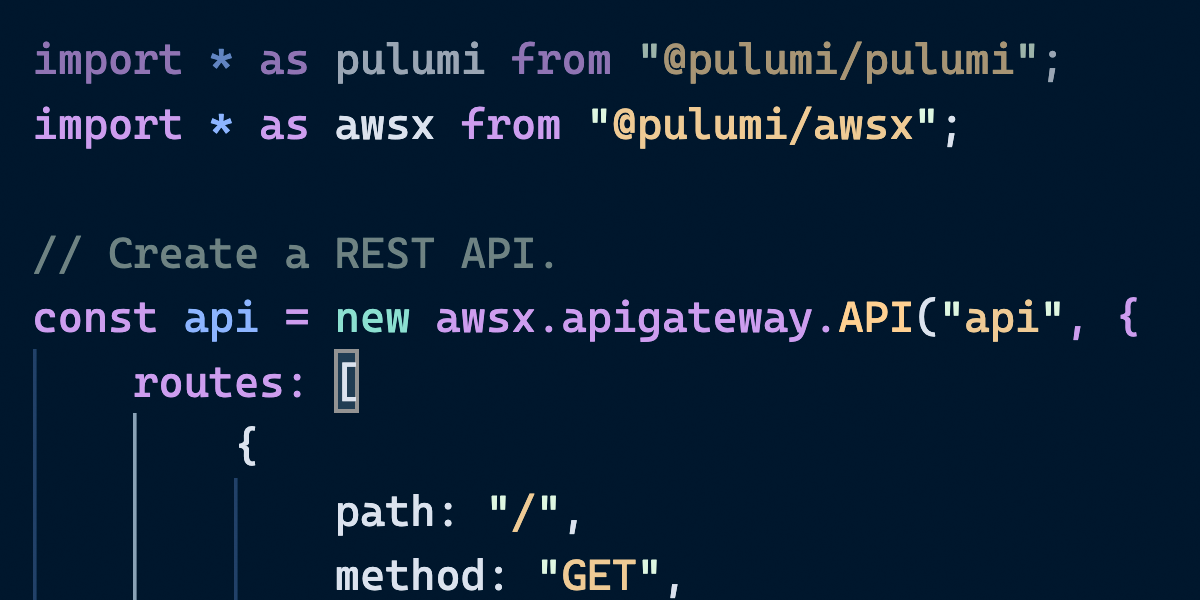 import * as pulumi from "@pulumi/pulumi";
import * as awsx from "@pulumi/awsx";
// Create a REST API.
const api = new awsx.apigateway.API("api", {
routes: [
{
path: "/",
method: "GET",